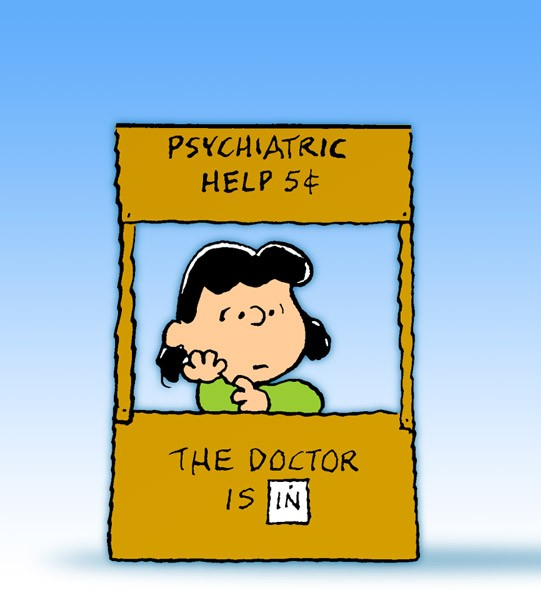 PSYCHIATRIC
HELP 5¢
THE DOCTOR
IS IN